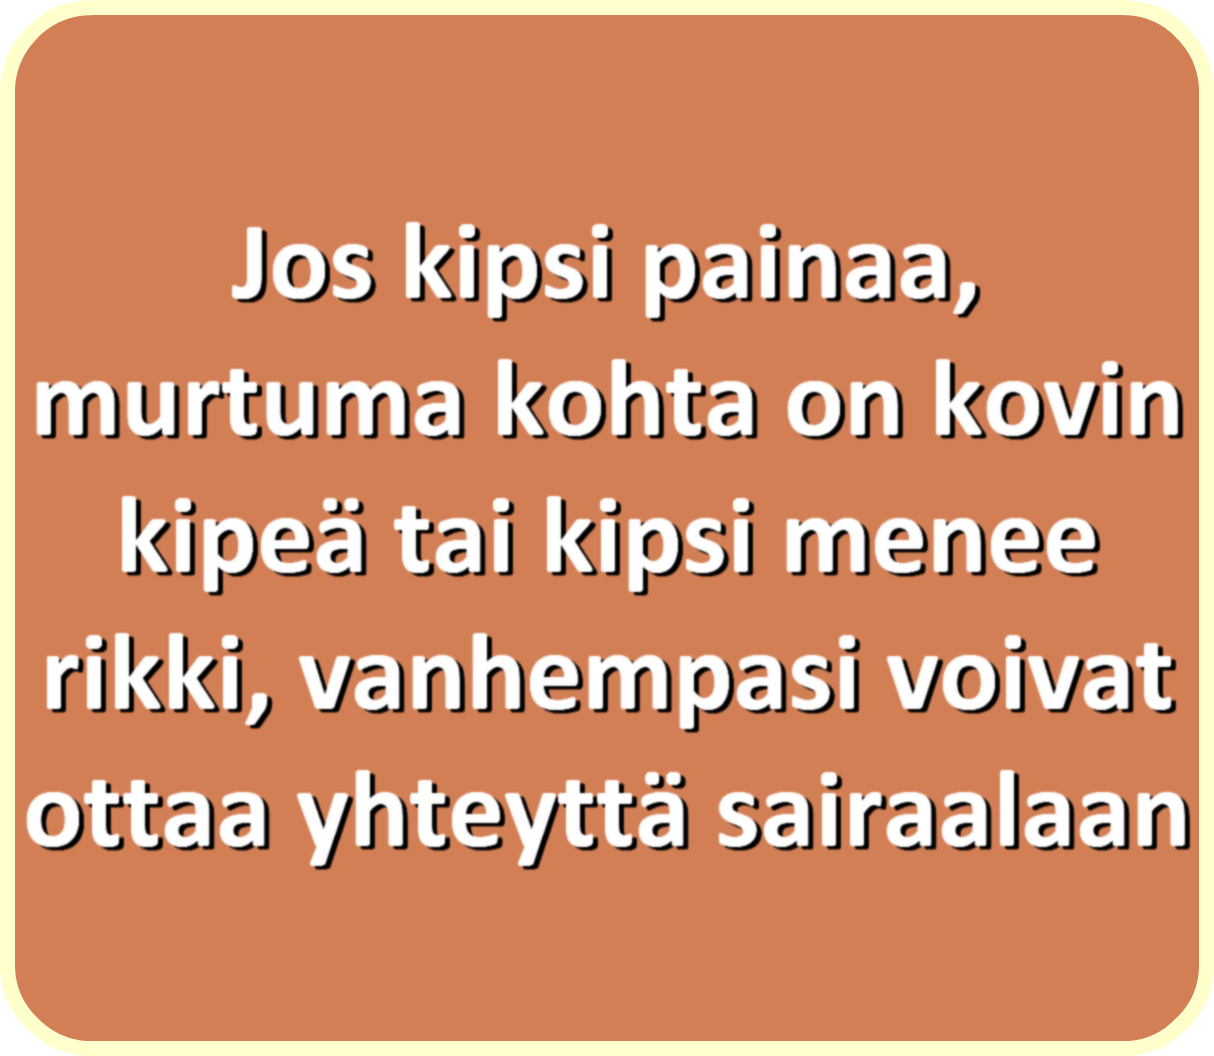 Jos kipsi painaa,
murtuma kohta on kovin
kipeä tai kipsi menee
rikki, vanhempasi voivat
ottaa yhteyttä sairaalaan